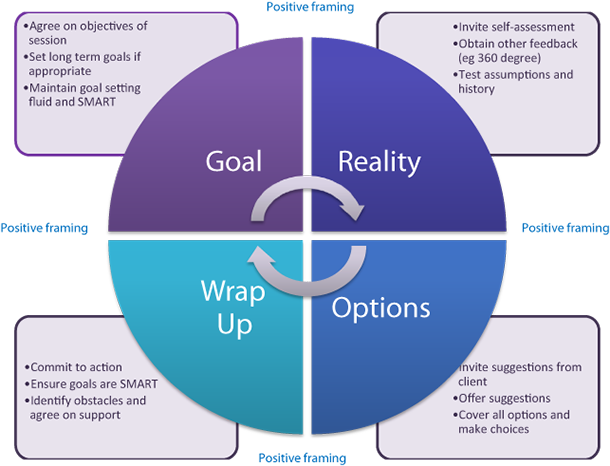 Positive framing
•Agree on objectives of
session
•Set long term goals if
appropriate
•Maintain goal setting
fluid and SMART
•Invite self-assessment
•Obtain other feedback
(eg 360 degree)
•Test assumptions and
history
Goal
Reality
Positive framing
Positive framing
Wrap
Up
Options
•Commit to action
•Ensure goals are SMART
•Identify obstacles and
agree on support
Invite suggestions from
client
•Offer suggestions
•Cover all options and
make choices
Positive framing